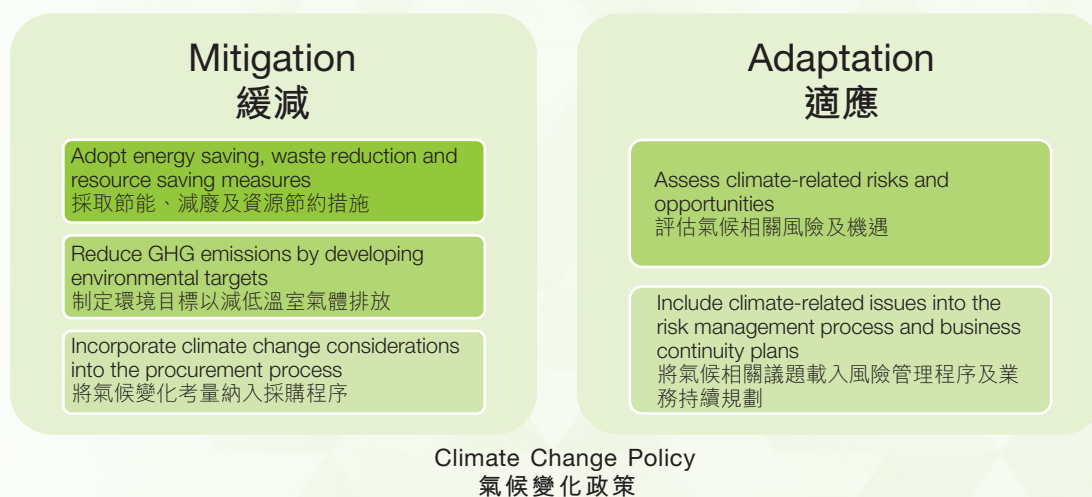 Mitigation
緩減
Adopt energy saving, waste reduction and
resource saving measures
採取節能、減廢及資源節約措施
Reduce GHG emissions by developing
environmental targets
制定環境目標以減低溫室氣體排放
Incorporate climate change considerations
into the procurement process
將氣候變化考量納入採購程序
Adaptation
適應
Assess climate-related risks and
opportunities
評估氣候相關風險及機遇
Include climate-related issues into the
risk management process and business
continuity plans
將氣候相關議題載入風險管理程序及業
務持續規劃
Climate Change Policy
氣候變化政策